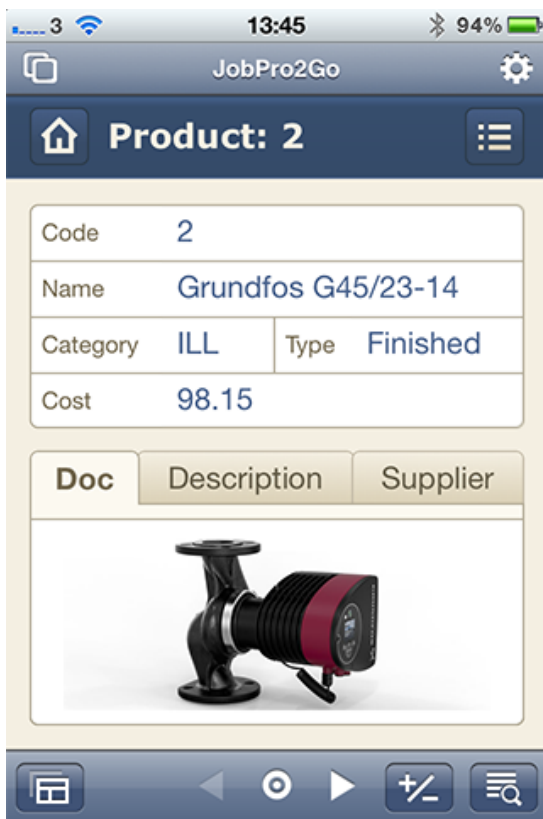 3 13:45 94%
JobPro2Go
Product: 2
Code 2
Name Grundfos G45/23-14
Category ILL Type Finished
Cost 98.15
Doc Description Supplier